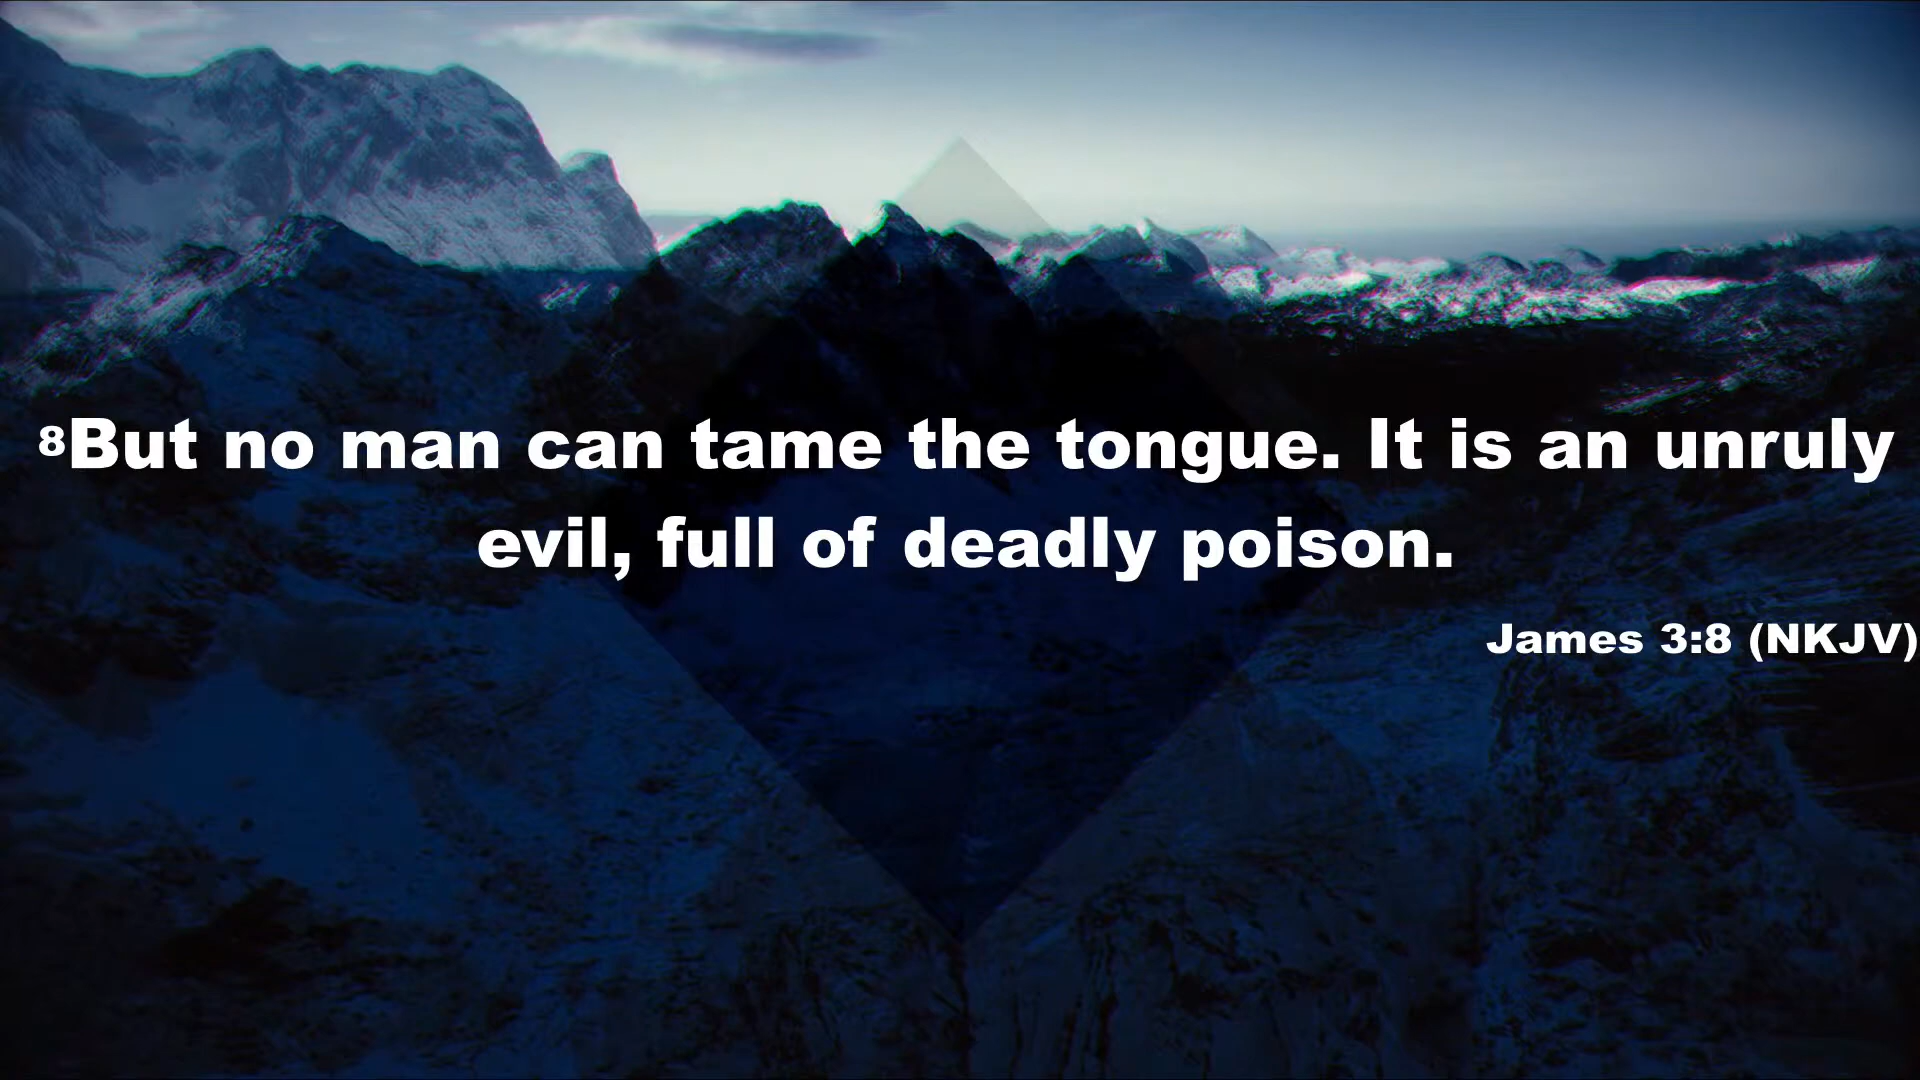 ⁸But no man can tame the tongue. It is an unruly
evil, full of deadly poison.
James 3:8 (NKJV)